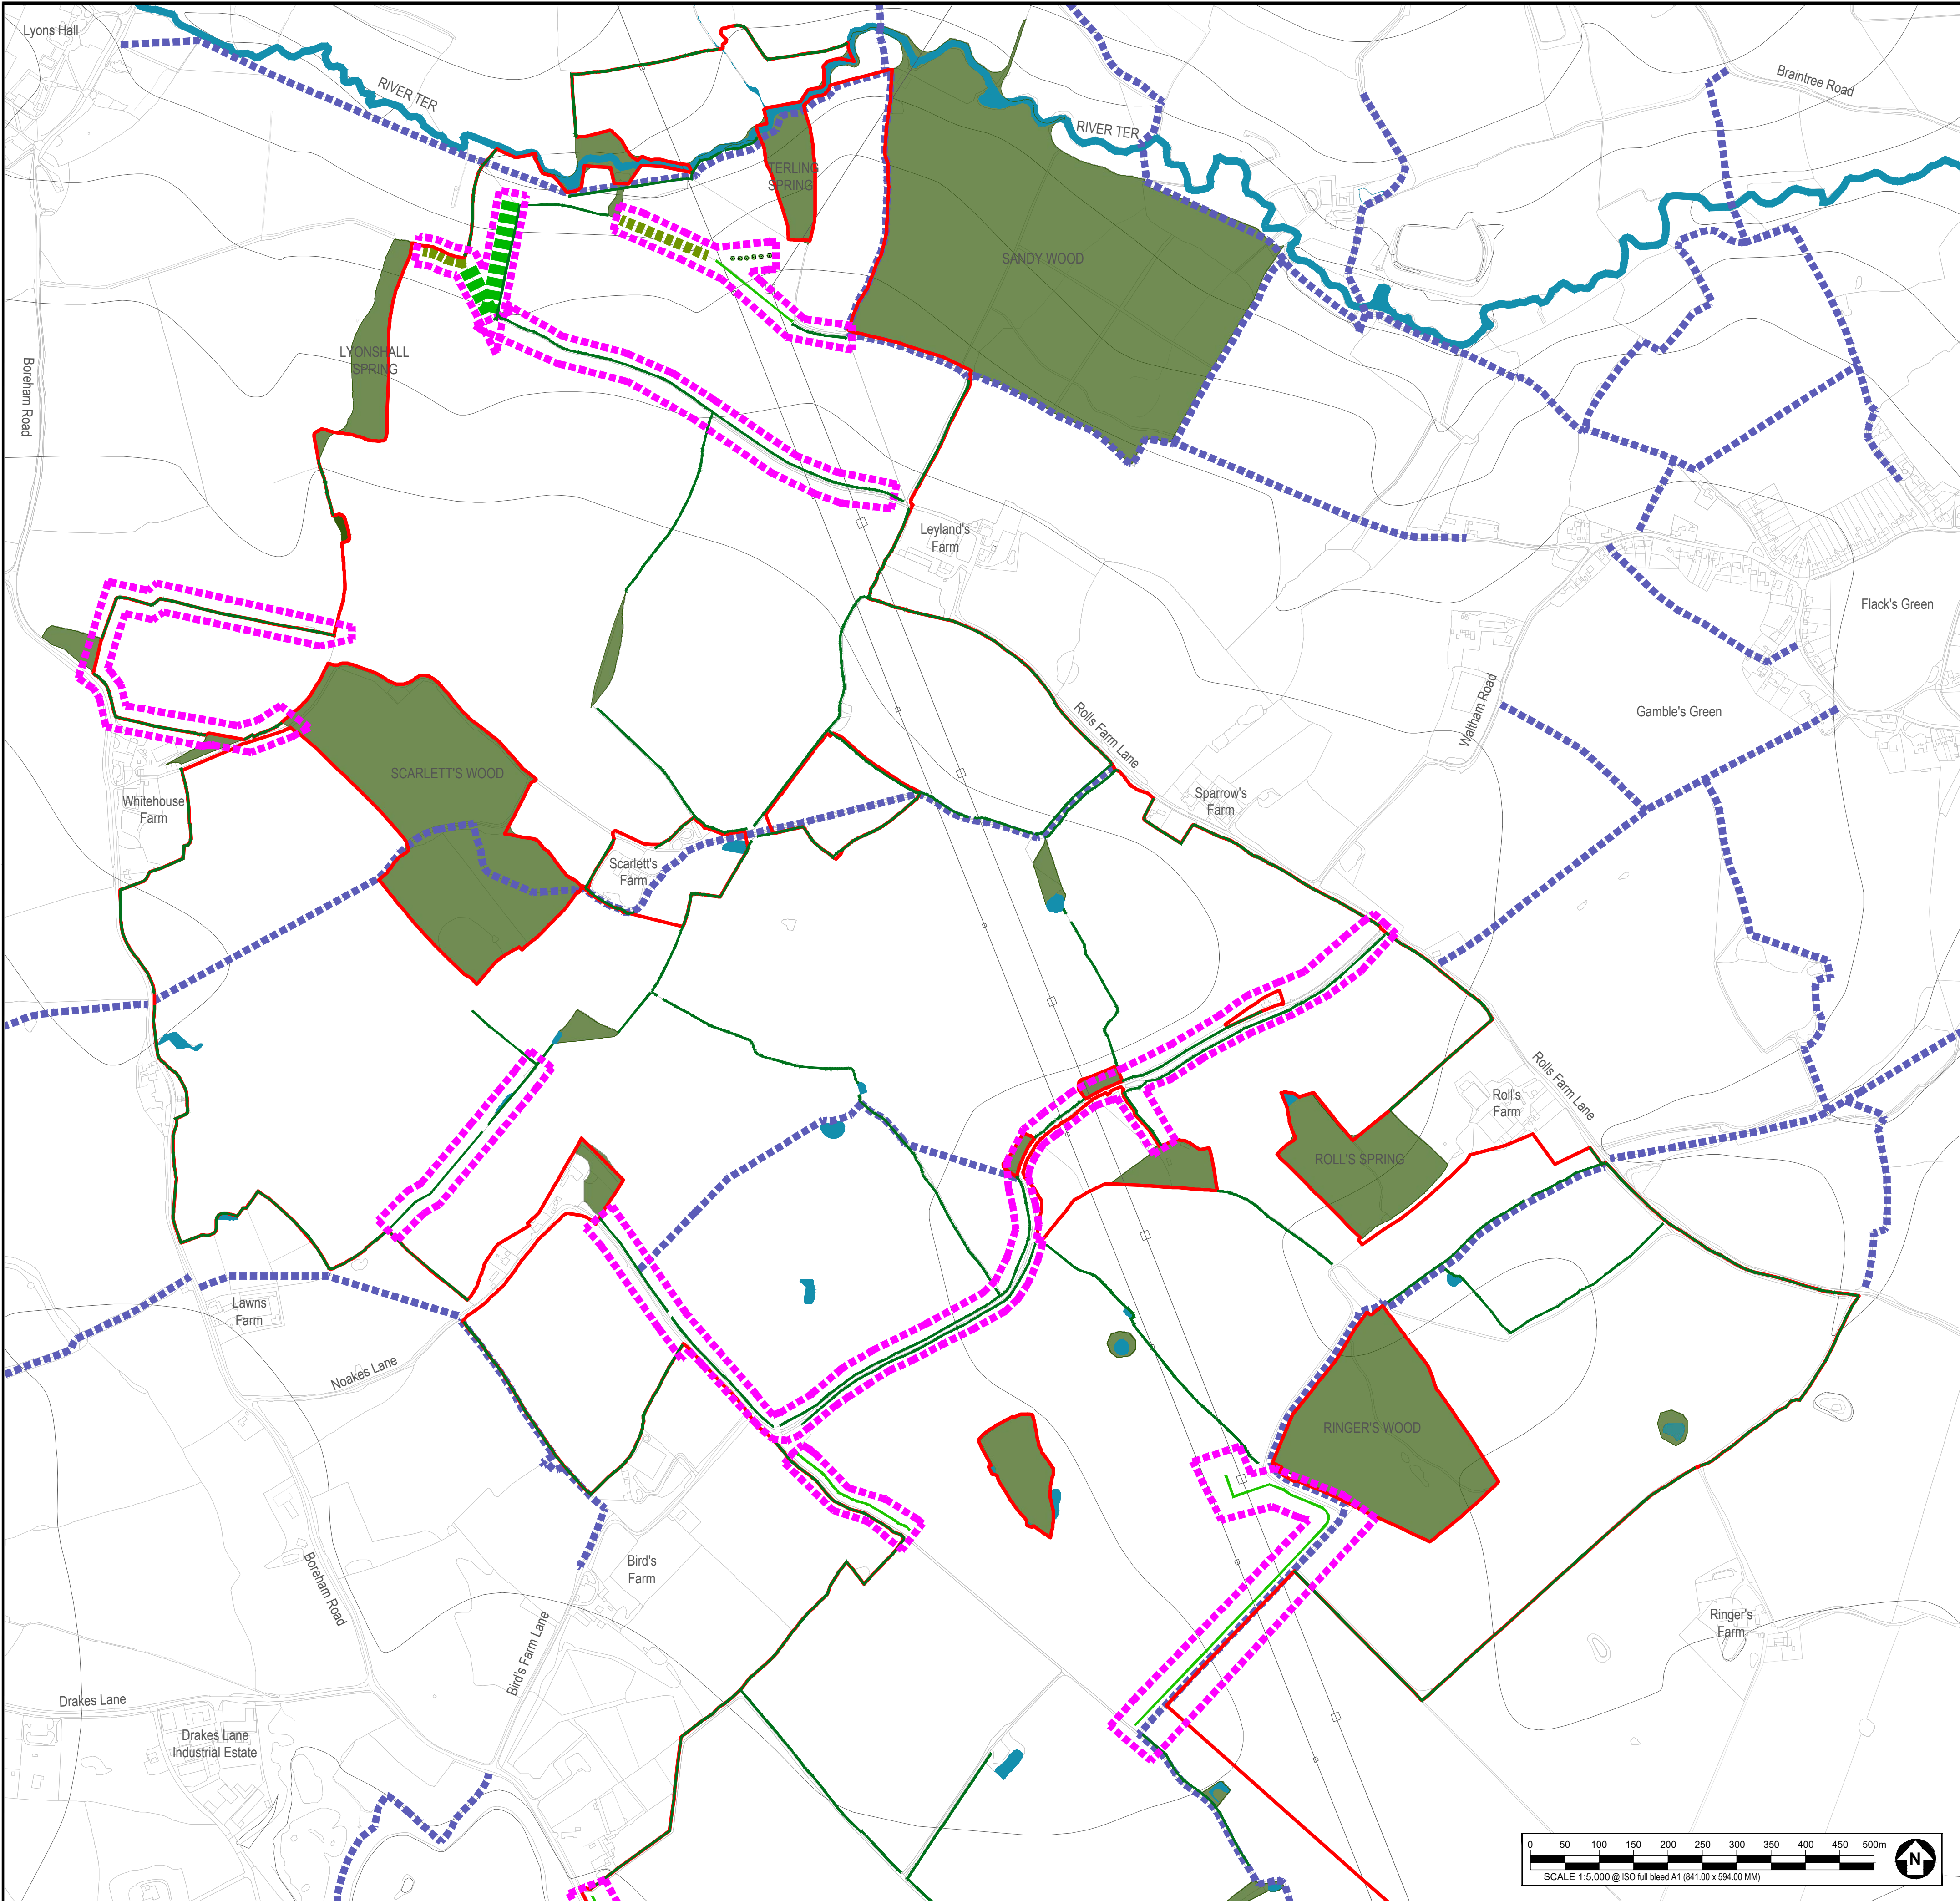 Lyons Hall
RIVER TER
Braintree Road
RIVER TER
TERLING
SPRING
SANDY WOOD
LYONSHALL
SPRING
Boreham Road
Leyland's
Farm
Flack's Green
Rolls Farm Lane
Waltham Road
Gamble's Green
SCARLETT'S WOOD
Whitehouse
Farm
Sparrow's
Farm
Scarlett's
Farm
Rolls Farm Lane
Roll's
Farm
ROLL'S SPRING
Lawns
Farm
Noakes Lane
RINGER'S WOOD
Boreham Road
Bird's
Farm
Bird's Farm Lane
Ringer's
Farm
Drakes Lane
Drakes Lane
Industrial Estate
0 50 100 150 200 250 300 350 400 450 500m
SCALE 1:5,000 @ ISO full bleed A1 (841.00 x 594.00 MM)
N